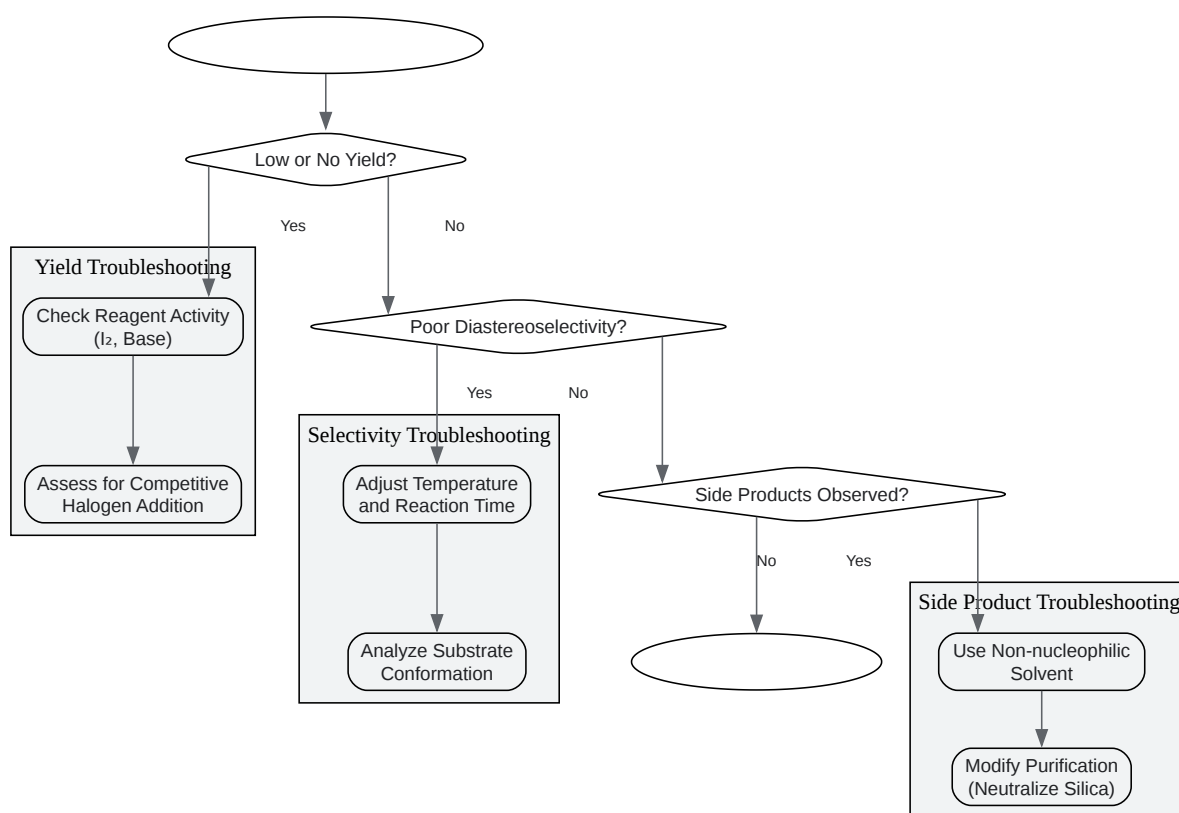 Low or No Yield?
Yes
No
Yield Troubleshooting
Check Reagent Activity
(I₂, Base)
Poor Diastereoselectivity?
Yes
No
Selectivity Troubleshooting
Assess for Competitive
Halogen Addition
Adjust Temperature
and Reaction Time
Side Products Observed?
No
Yes
Side Product Troubleshooting
Analyze Substrate
Conformation
Use Non-nucleophilic
Solvent
Modify Purification
(Neutralize Silica)